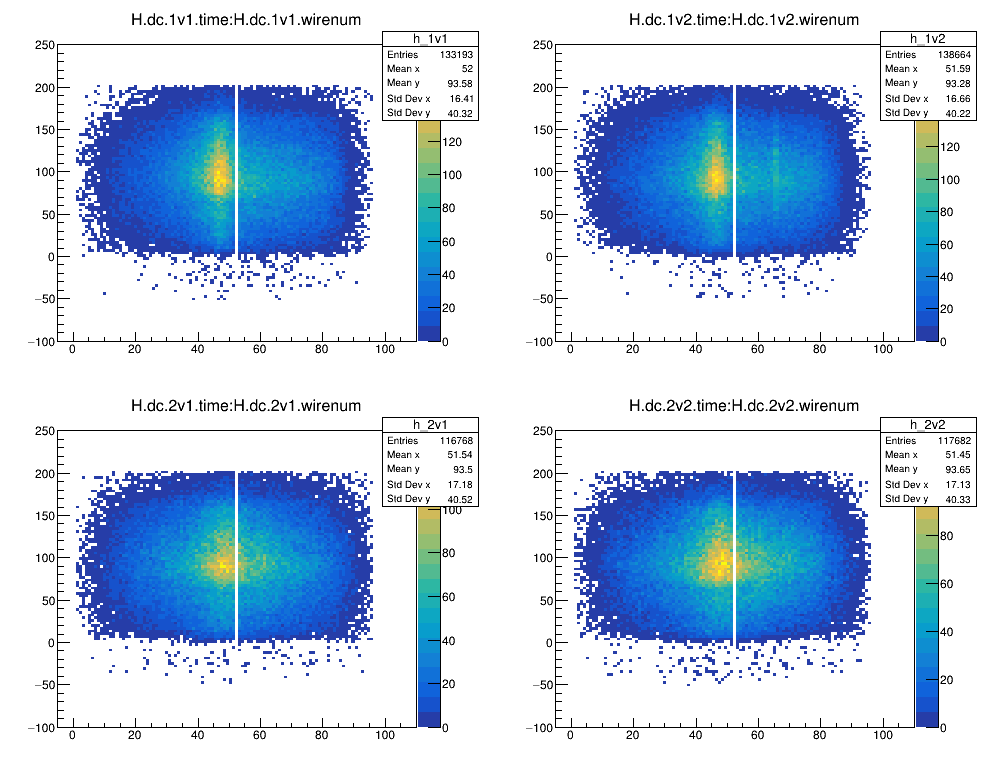 H.dc.1v1.time:H.dc.1v1.wirenum
h_1v1
Entries 133193
Mean x 52
Mean y 93.58
Std Dev x 16.41
Std Dev y 40.32
250
200
150
100
50
0
−50
−100
0 20 40 60 80 100
120
100
80
60
40
20
0
H.dc.1v2.time:H.dc.1v2.wirenum
h_1v2
Entries 138664
Mean x 51.59
Mean y 93.28
Std Dev x 16.66
Std Dev y 40.22
250
200
150
100
50
0
−50
−100
0 20 40 60 80 100
120
100
80
60
40
20
0
H.dc.2v1.time:H.dc.2v1.wirenum
h_2v1
Entries 116768
Mean x 51.54
Mean y 93.5
Std Dev x 17.18
Std Dev y 40.52
250
200
150
100
50
0
−50
−100
0 20 40 60 80 100
100
80
60
40
20
0
H.dc.2v2.time:H.dc.2v2.wirenum
h_2v2
Entries 117682
Mean x 51.45
Mean y 93.65
Std Dev x 17.13
Std Dev y 40.33
250
200
150
100
50
0
−50
−100
0 20 40 60 80 100
80
60
40
20
0